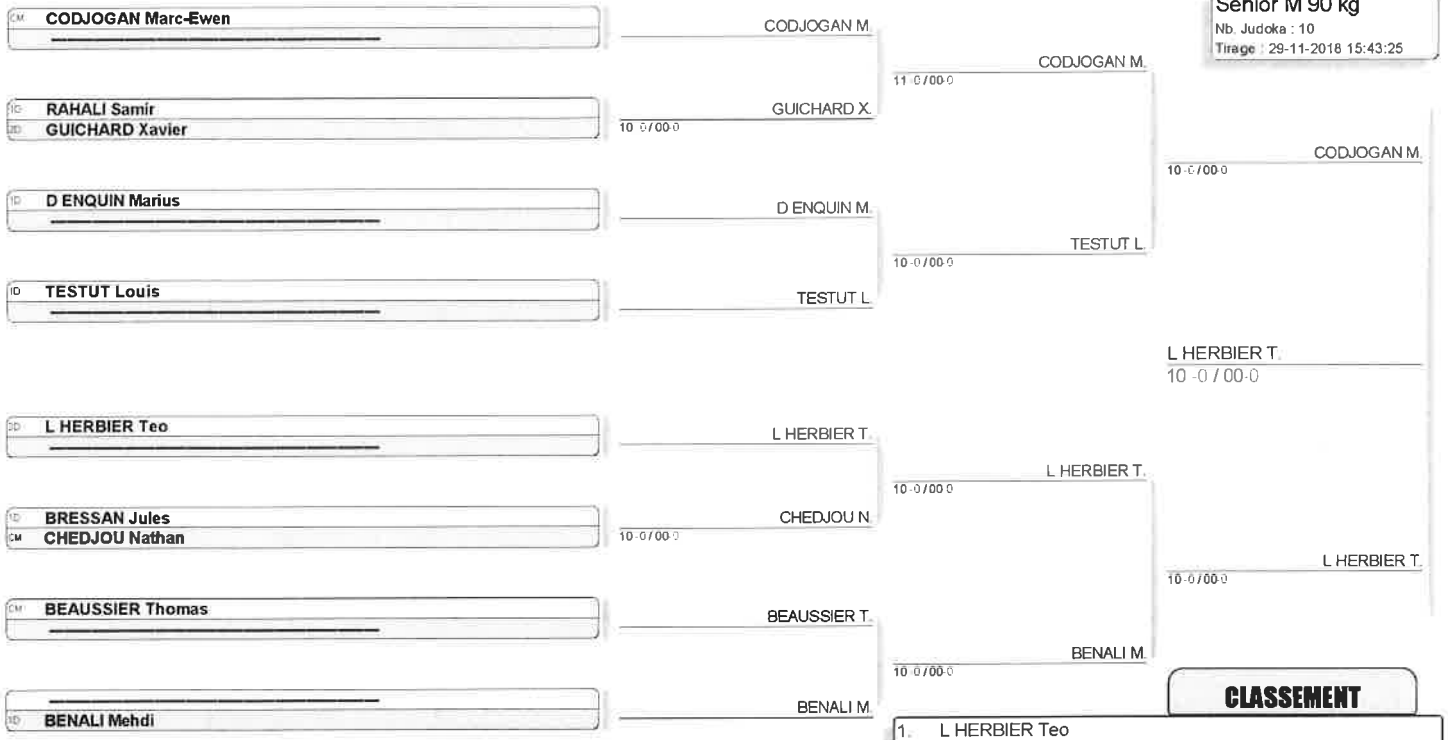 Senior M 90 kg
Nb. Judoka : 10
Tirage : 29-11-2018 15:43:25
CM CODJOGAN Marc-Ewen
CODJOGAN M.
CODJOGAN M.
11-0/00-0
1D RAHALI Samir
2D GUICHARD Xavier
GUICHARD X.
10-0/00-0
CODJOGAN M.
10-0/00-0
1D D ENQUIN Marius
D ENQUIN M.
TESTUT L.
10-0/00-0
1D TESTUT Louis
TESTUT L.
L HERBIER T.
10-0/00-0
L HERBIER Teo
L HERBIER T.
L HERBIER T.
10-0/00-0
1D BRESSAN Jules
CM CHEDJOU Nathan
CHEDJOU N.
10-0/00-0
L HERBIER T.
10-0/00-0
CM BEAUSSIER Thomas
BEAUSSIER T.
BENALI M.
10-0/00-0
1D BENALI Mehdi
BENALI M.
CLASSEMENT
1. L HERBIER Teo